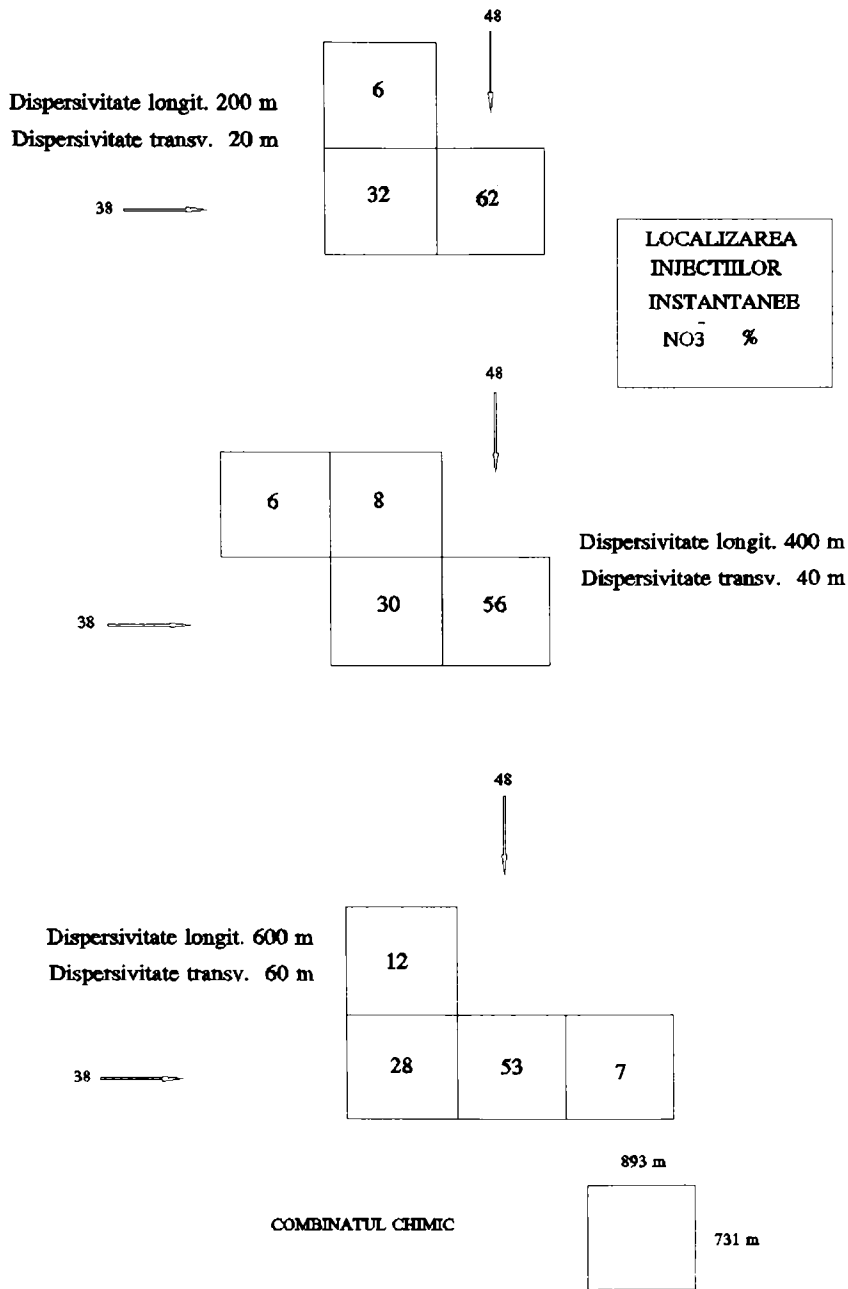 48
6
Dispersivitate longit. 200 m
Dispersivitate transv. 20 m
32 62
38
LOCALIZAREA
INJECTIILOR
INSTANTANEE
NO3̄ %
48
6 8
Dispersivitate longit. 400 m
Dispersivitate transv. 40 m
30 56
38
48
Dispersivitate longit. 600 m
12
Dispersivitate transv. 60 m
28 53 7
38
893 m
COMBINATUL CHIMIC
731 m